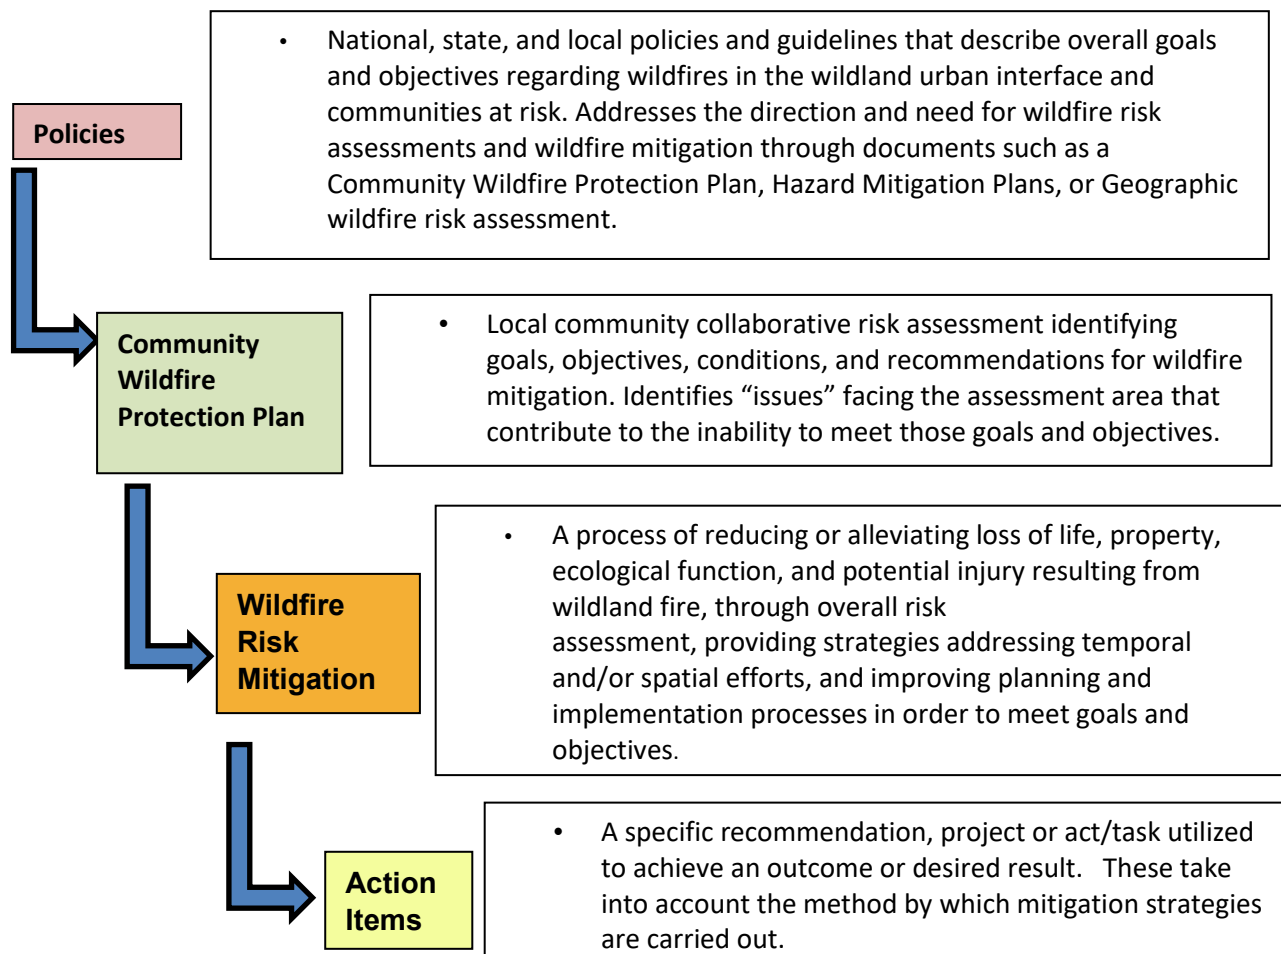 • National, state, and local policies and guidelines that describe overall goals
and objectives regarding wildfires in the wildland urban interface and
communities at risk. Addresses the direction and need for wildfire risk
assessments and wildfire mitigation through documents such as a
Community Wildfire Protection Plan, Hazard Mitigation Plans, or Geographic
wildfire risk assessment.
Policies
• Local community collaborative risk assessment identifying
goals, objectives, conditions, and recommendations for wildfire
mitigation. Identifies “issues” facing the assessment area that
contribute to the inability to meet those goals and objectives.
Community
Wildfire
Protection Plan
• A process of reducing or alleviating loss of life, property,
ecological function, and potential injury resulting from
wildland fire, through overall risk
assessment, providing strategies addressing temporal
and/or spatial efforts, and improving planning and
implementation processes in order to meet goals and
objectives.
Wildfire
Risk
Mitigation
• A specific recommendation, project or act/task utilized
to achieve an outcome or desired result. These take
into account the method by which mitigation strategies
are carried out.
Action
Items